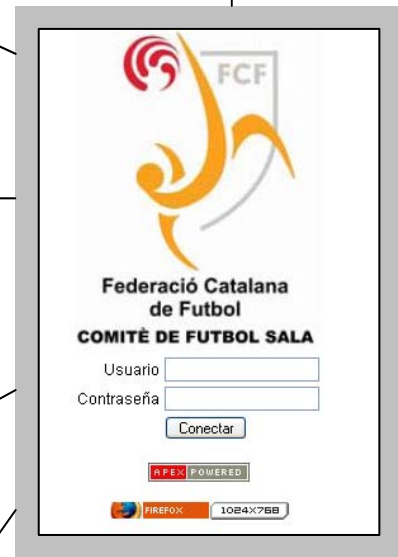 FCF
Federació Catalana
de Futbol
COMITÈ DE FUTBOL SALA
Usuario
Contraseña
Conectar
APEX POWERED
FIREFOX 1024X768